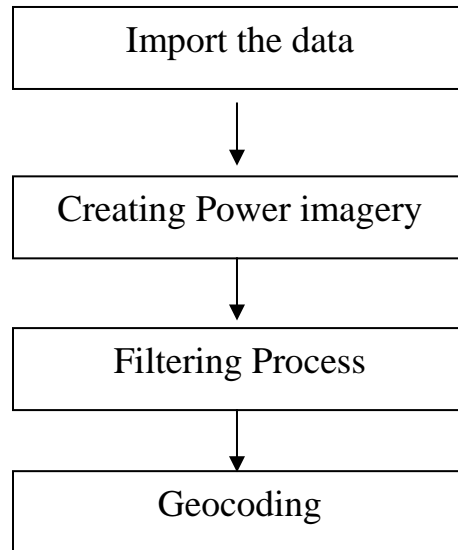 Import the data
Creating Power imagery
Filtering Process
Geocoding